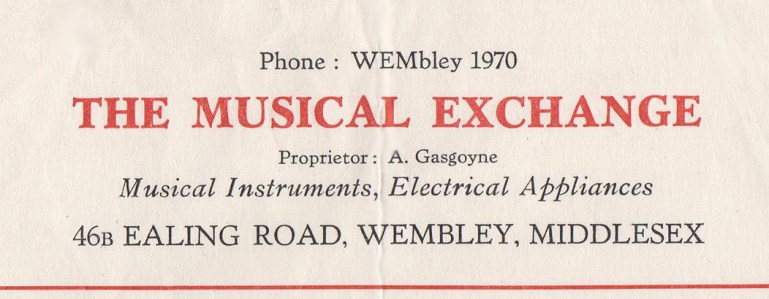 Phone : WEMbley 1970
THE MUSICAL EXCHANGE
Proprietor : A. Gasgoyne
Musical Instruments, Electrical Appliances
46B EALING ROAD, WEMBLEY, MIDDLESEX